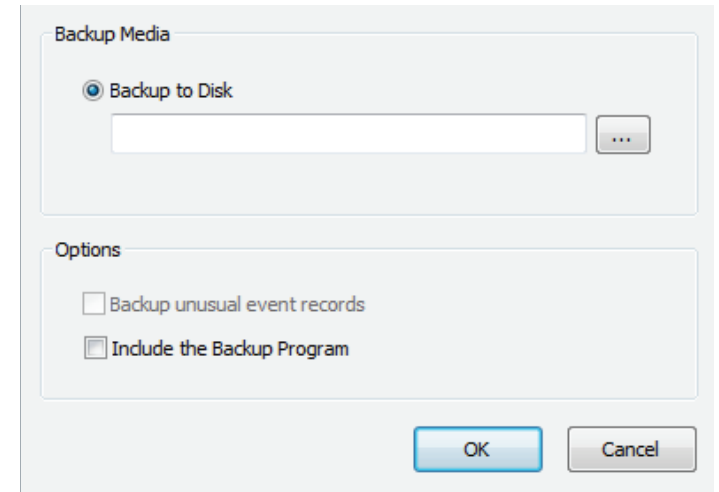 Backup Media
Backup to Disk
...
Options
Backup unusual event records
Include the Backup Program
OK Cancel